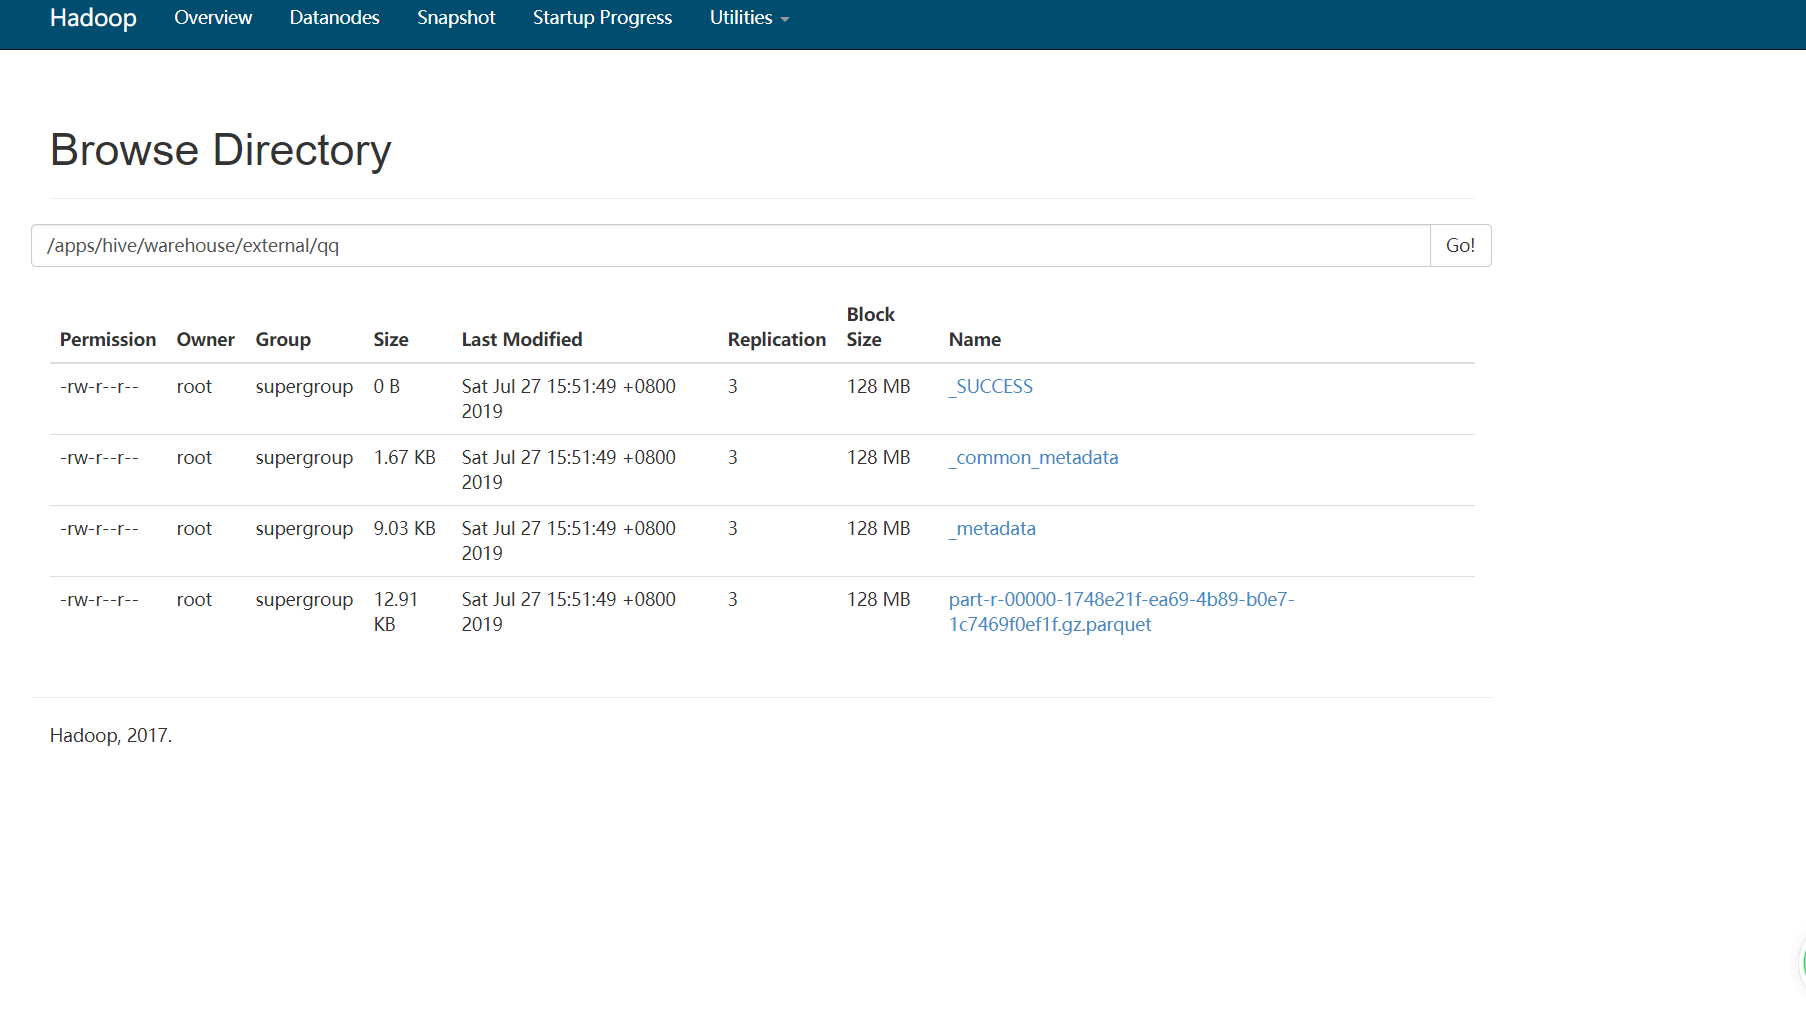 Hadoop Overview Datanodes Snapshot Startup Progress Utilities
Browse Directory
/apps/hive/warehouse/external/qq Go!
Permission Owner Group Size Last Modified Replication Block Size Name
-rw-r--r-- root supergroup 0 B Sat Jul 27 15:51:49 +0800 2019 3 128 MB _SUCCESS
-rw-r--r-- root supergroup 1.67 KB Sat Jul 27 15:51:49 +0800 2019 3 128 MB _common_metadata
-rw-r--r-- root supergroup 9.03 KB Sat Jul 27 15:51:49 +0800 2019 3 128 MB _metadata
-rw-r--r-- root supergroup 12.91 KB Sat Jul 27 15:51:49 +0800 2019 3 128 MB part-r-00000-1748e21f-ea69-4b89-b0e7-1c7469f0ef1f.gz.parquet
Hadoop, 2017.